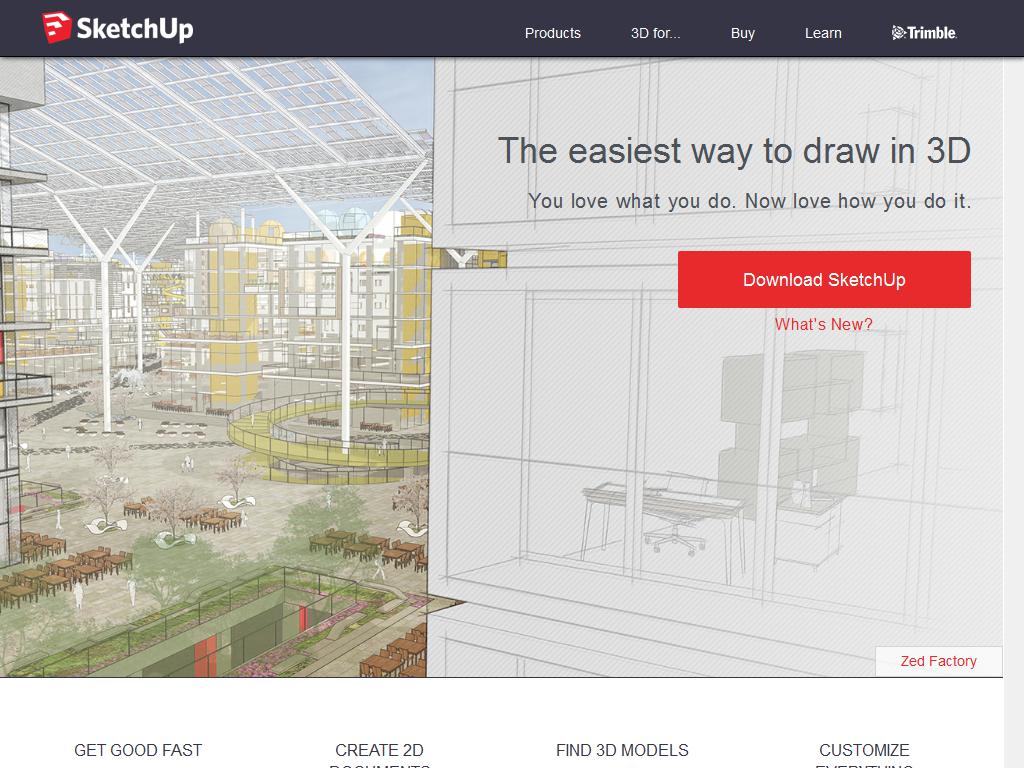 SketchUp
Products
3D for...
Buy
Learn
Trimble
The easiest way to draw in 3D
You love what you do. Now love how you do it.
Download SketchUp
What's New?
Zed Factory
GET GOOD FAST
CREATE 2D
DOCUMENTS
FIND 3D MODELS
CUSTOMIZE
EVERYTHING